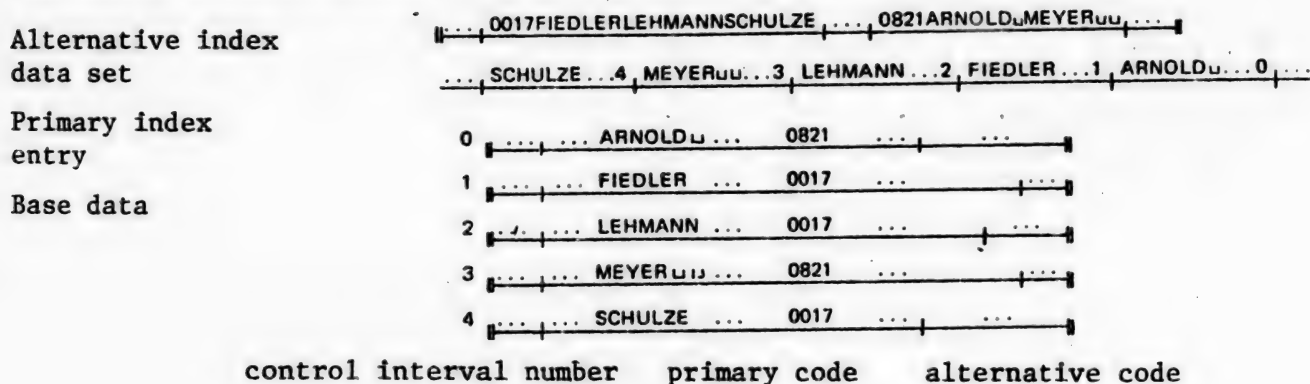 Alternative index
data set
....0017FIEDLERLEHMANNSCHULZE....0821ARNOLD␣MEYER␣␣...
....SCHULZE...4 MEYER␣␣...3 LEHMANN...2 FIEDLER...1 ARNOLD␣...0....
Primary index
entry
Base data
0 .... ... ARNOLD␣ ... 0821 ... ...
1 .... ... FIEDLER ... 0017 ... ...
2 .... ... LEHMANN ... 0017 ... ...
3 .... ... MEYER␣␣ ... 0821 ... ...
4 .... ... SCHULZE ... 0017 ... ...
control interval number primary code alternative code